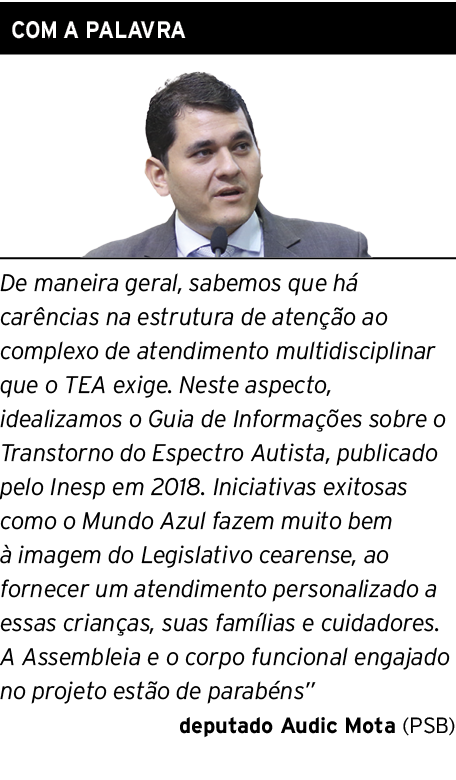 COM A PALAVRA
De maneira geral, sabemos que há
carências na estrutura de atenção ao
complexo de atendimento multidisciplinar
que o TEA exige. Neste aspecto,
idealizamos o Guia de Informações sobre o
Transtorno do Espectro Autista, publicado
pelo Inesp em 2018. Iniciativas exitosas
como o Mundo Azul fazem muito bem
à imagem do Legislativo cearense, ao
fornecer um atendimento personalizado a
essas crianças, suas famílias e cuidadores.
A Assembleia e o corpo funcional engajado
no projeto estão de parabéns”
deputado Audic Mota (PSB)